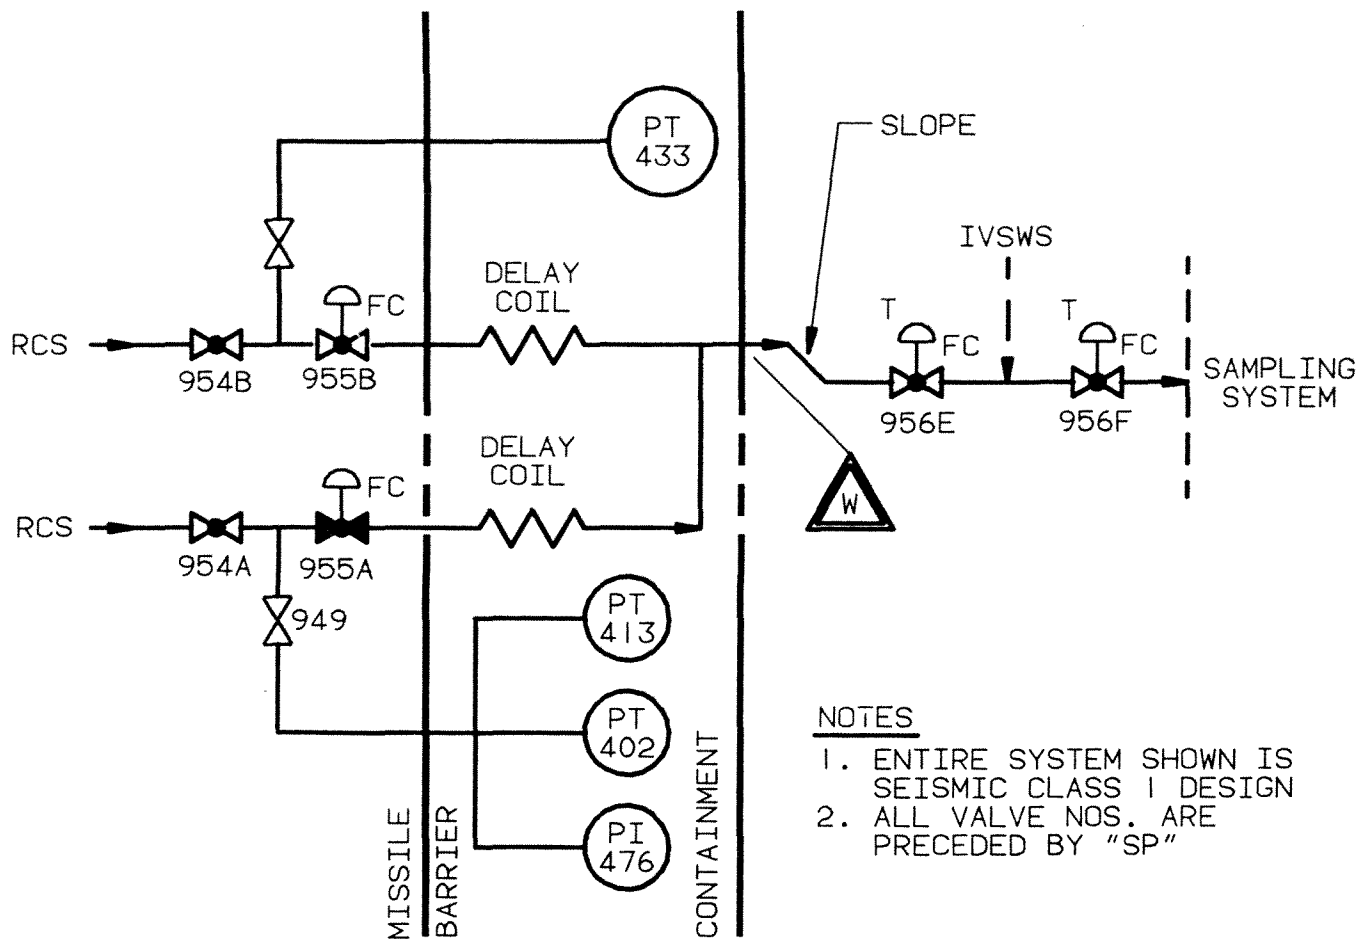 PT
433
SLOPE
IVSWS
DELAY
COIL
FC
T
FC
T
FC
RCS
954B
955B
956E
956F
SAMPLING
SYSTEM
DELAY
COIL
FC
W
RCS
954A
955A
949
PT
413
PT
402
PI
476
MISSILE
BARRIER
CONTAINMENT
NOTES
1. ENTIRE SYSTEM SHOWN IS
SEISMIC CLASS 1 DESIGN
2. ALL VALVE NOS. ARE
PRECEDED BY "SP"